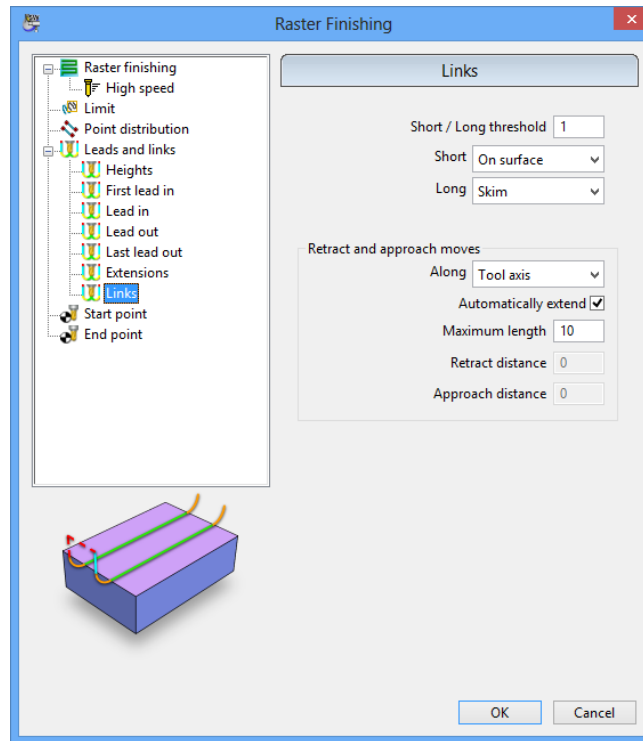 Raster Finishing
Raster finishing
High speed
Limit
Point distribution
Leads and links
Heights
First lead in
Lead in
Lead out
Last lead out
Extensions
Links
Start point
End point
Links
Short / Long threshold 1
Short On surface
Long Skim
Retract and approach moves
Along Tool axis
Automatically extend
Maximum length 10
Retract distance 0
Approach distance 0
OK Cancel